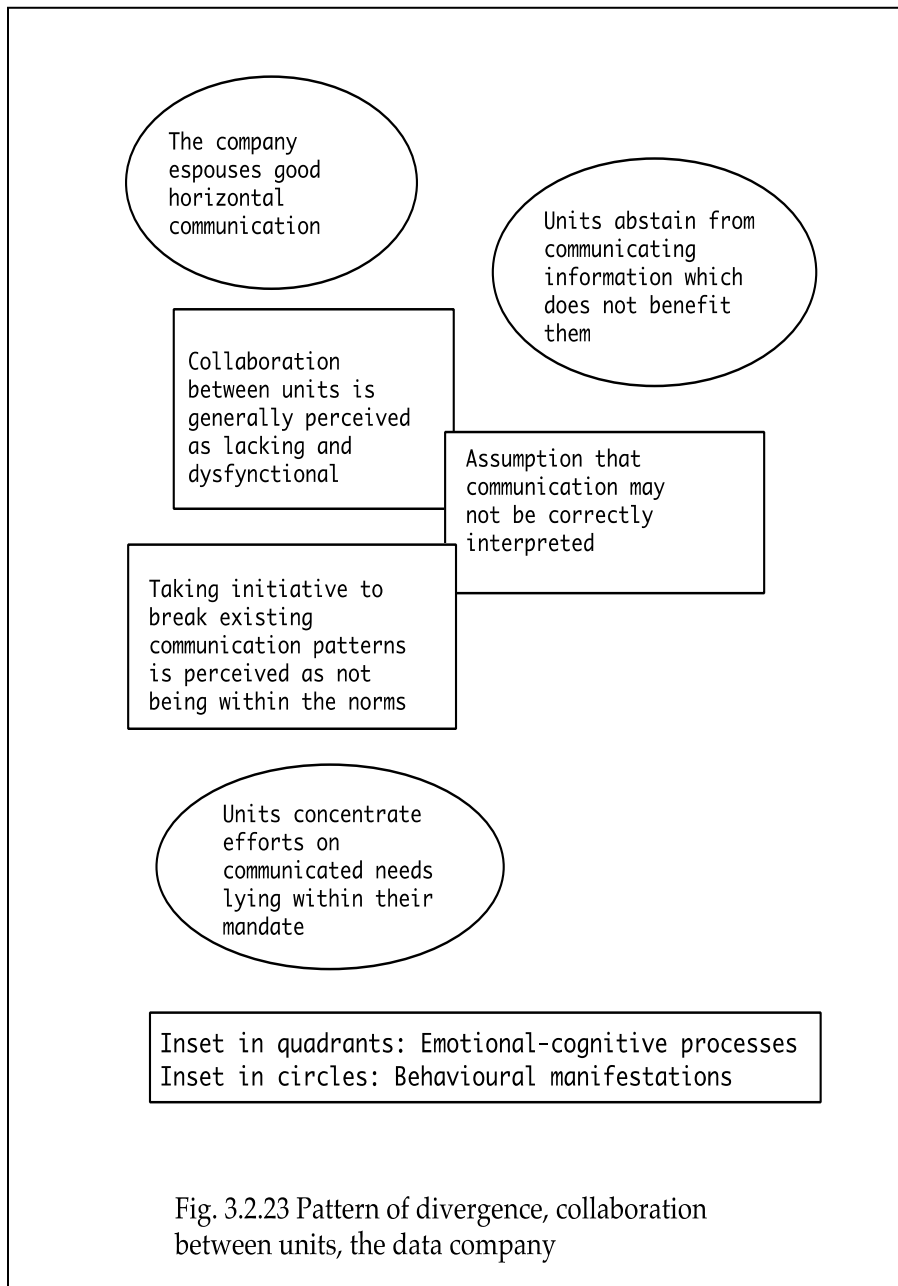 The company
espouses good
horizontal
communication
Units abstain from
communicating
information which
does not benefit
them
Collaboration
between units is
generally perceived
as lacking and
dysfynctional
Assumption that
communication may
not be correctly
interpreted
Taking initiative to
break existing
communication patterns
is perceived as not
being within the norms
Units concentrate
efforts on
communicated needs
lying within their
mandate
Inset in quadrants: Emotional-cognitive processes
Inset in circles: Behavioural manifestations
Fig. 3.2.23 Pattern of divergence, collaboration
between units, the data company